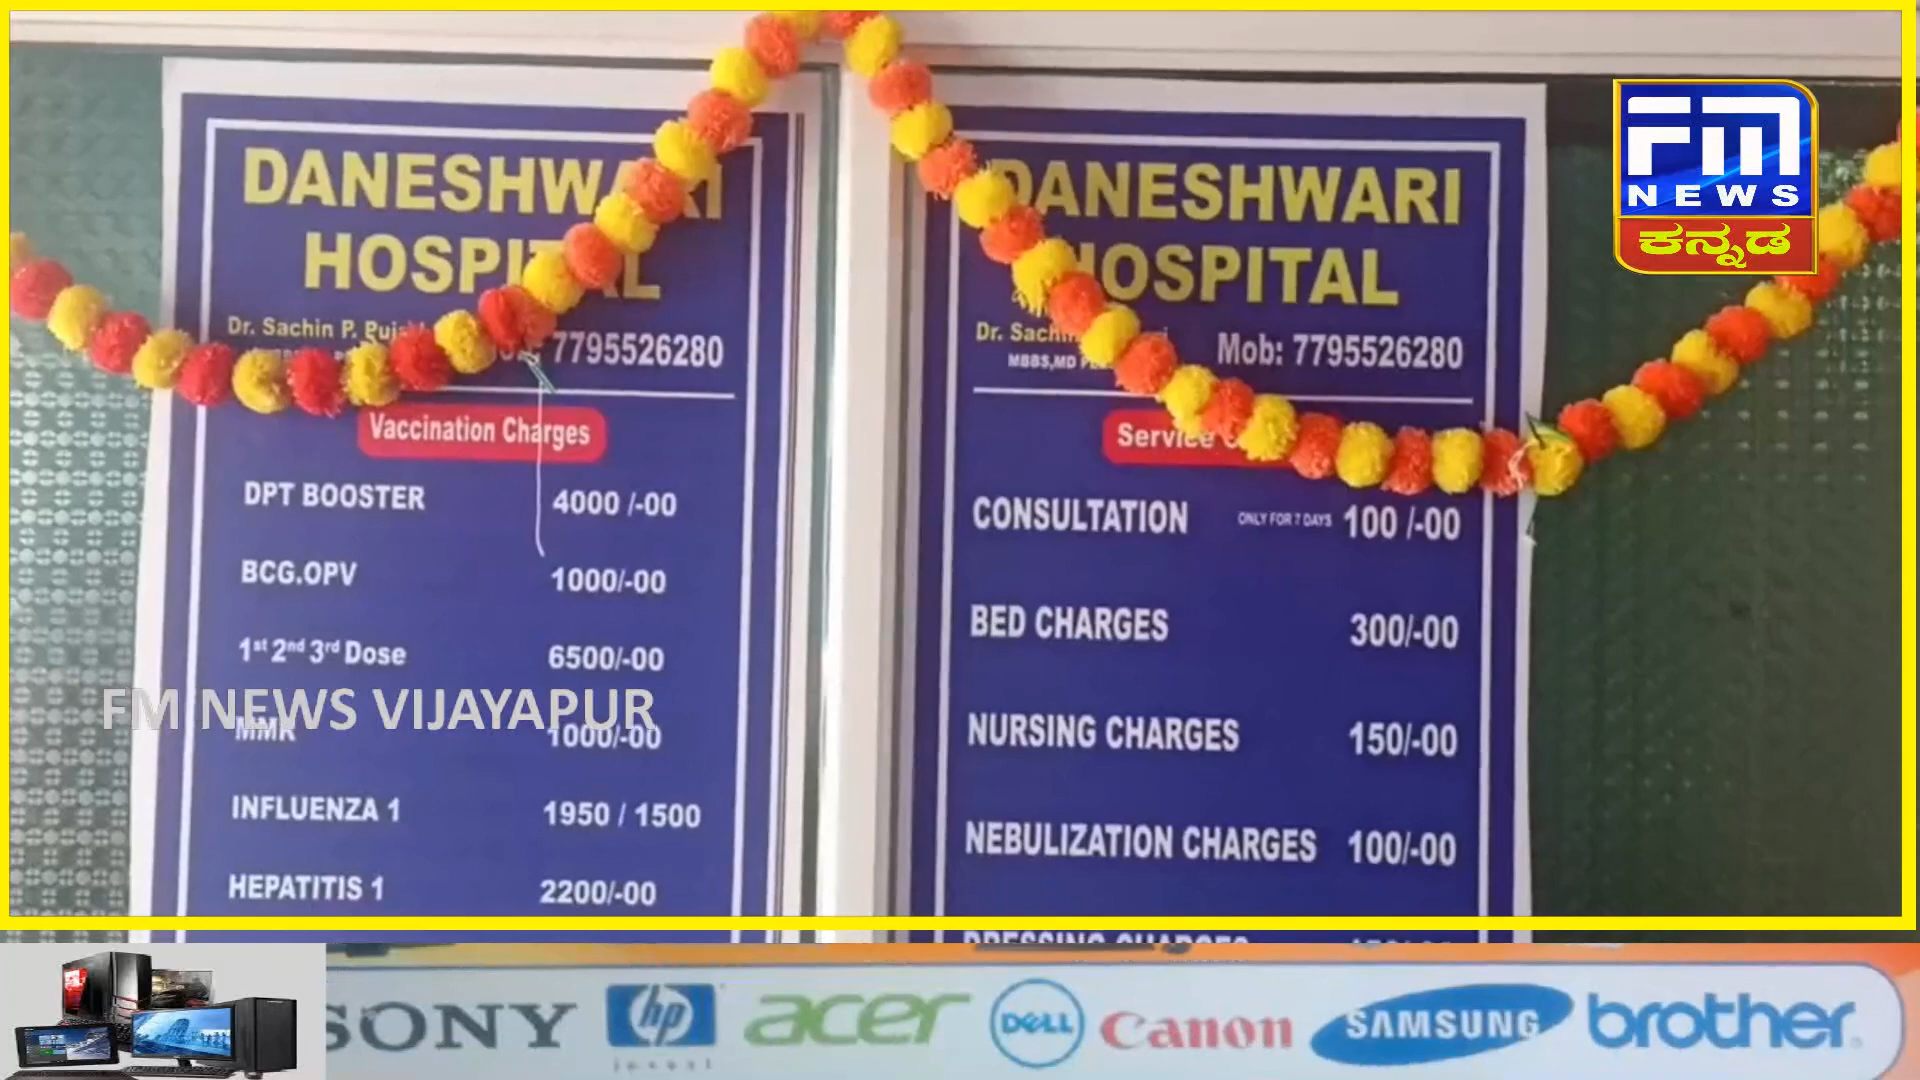 DANESHWARI
HOSPITAL
Dr. Sachin P.
7795526280
Vaccination Charges
DPT BOOSTER 4000 /-00
BCG.OPV 1000/-00
1st 2nd 3rd Dose 6500/-00
MMR 1000/-00
INFLUENZA 1 1950 / 1500
HEPATITIS 1 2200/-00
DANESHWARI
HOSPITAL
Dr. Mob: 7795526280
MBBS,MD
Service
CONSULTATION ONLY FOR 7 DAYS 100 /-00
BED CHARGES 300/-00
NURSING CHARGES 150/-00
NEBULIZATION CHARGES 100/-00
DRESSING CHARGES
FM
NEWS
ಕನ್ನಡ
FM NEWS VIJAYAPUR
SONY hp acer DELL Canon SAMSUNG brother
invent